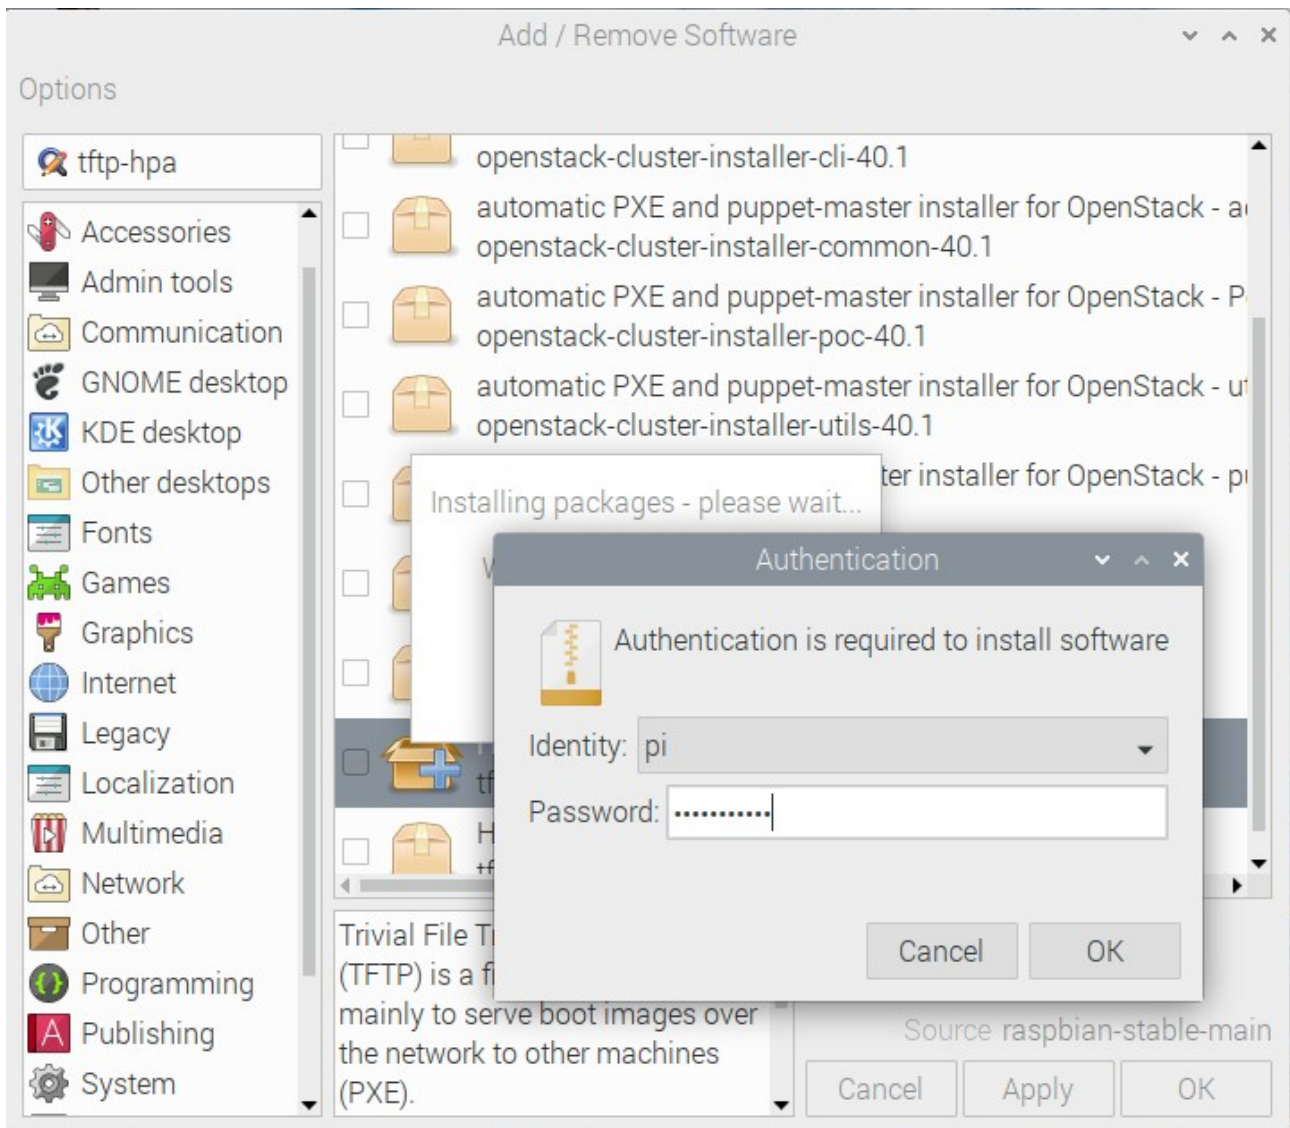 Add / Remove Software
Options
tftp-hpa
Accessories
Admin tools
Communication
GNOME desktop
KDE desktop
Other desktops
Fonts
Games
Graphics
Internet
Legacy
Localization
Multimedia
Network
Other
Programming
Publishing
System
openstack-cluster-installer-cli-40.1
automatic PXE and puppet-master installer for OpenStack -
openstack-cluster-installer-common-40.1
automatic PXE and puppet-master installer for OpenStack -
openstack-cluster-installer-poc-40.1
automatic PXE and puppet-master installer for OpenStack -
openstack-cluster-installer-utils-40.1
installer for OpenStack -
Installing packages - please wait...
Authentication
Authentication is required to install software
Identity: pi
Password: •••••••••••
Cancel OK
Trivial File
(TFTP) is a
mainly to serve boot images over
the network to other machines
(PXE).
Source raspbian-stable-main
Cancel Apply OK